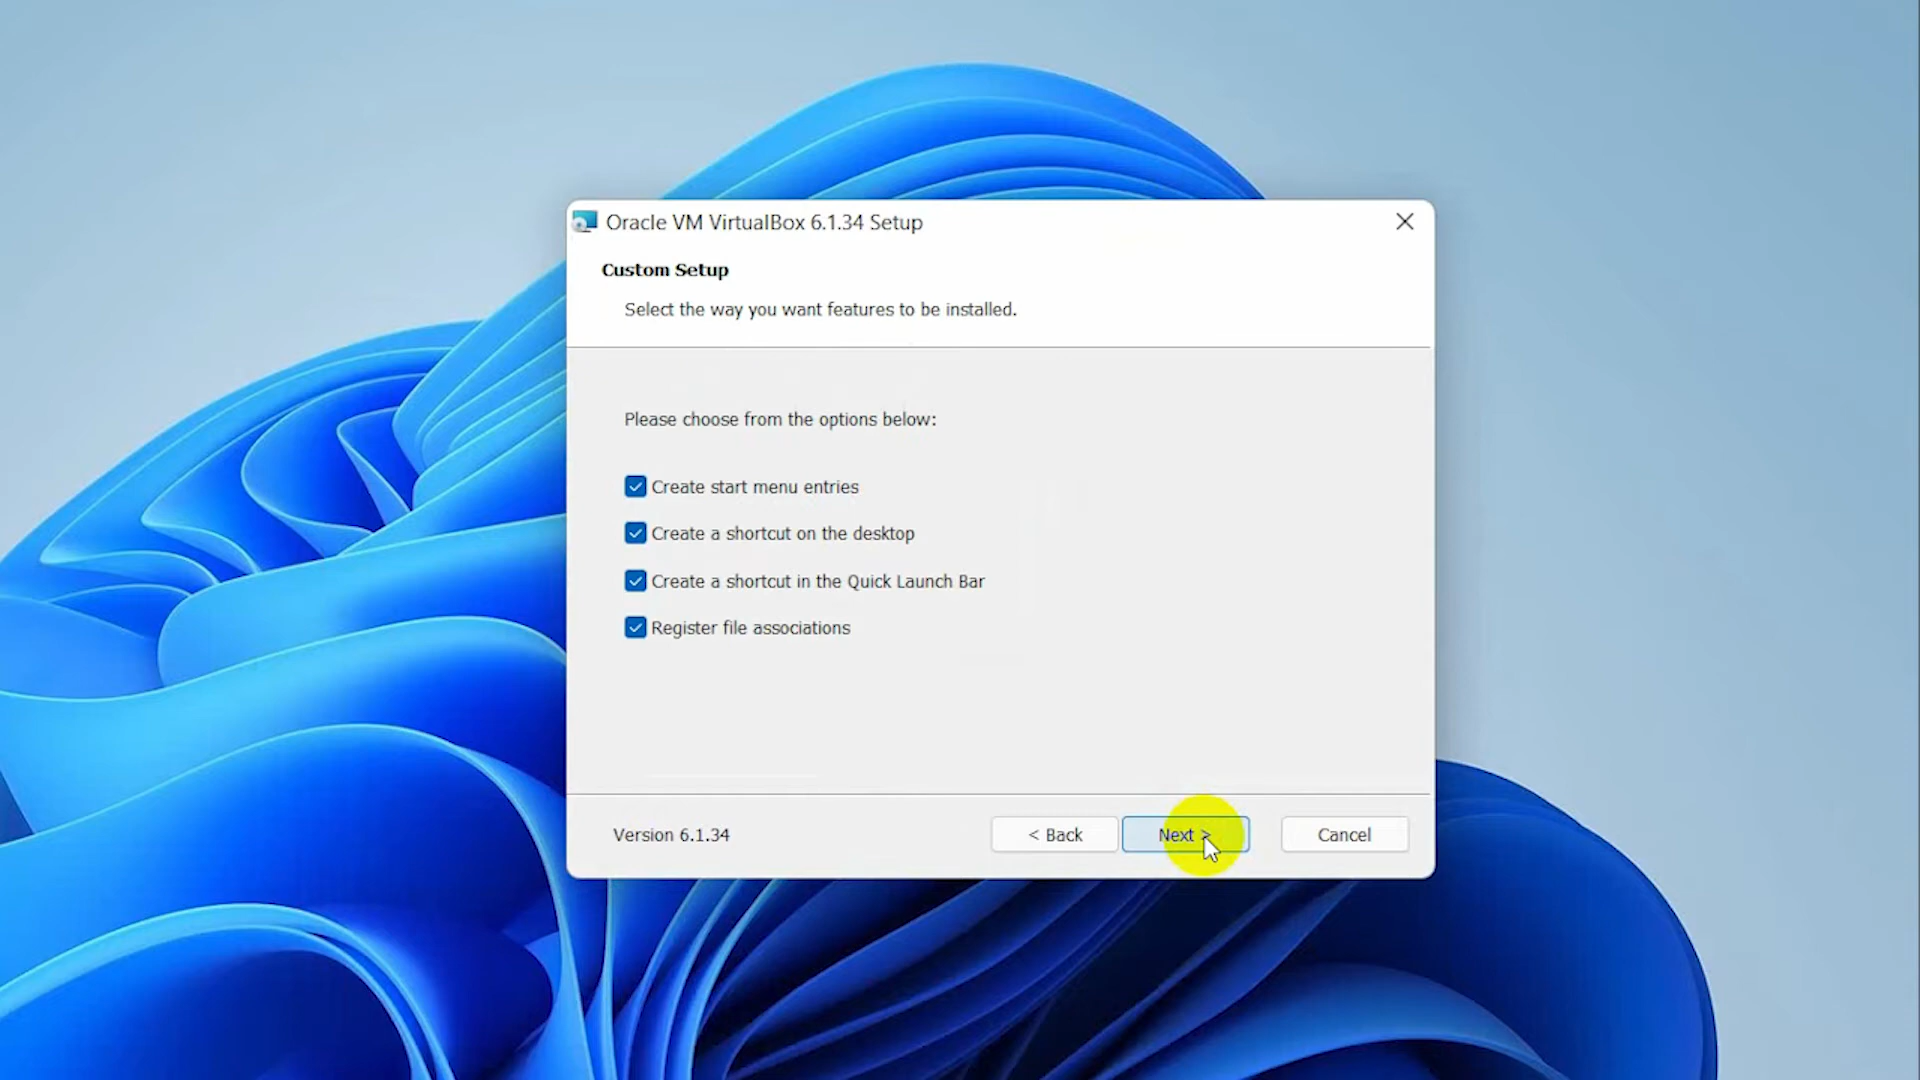 Oracle VM VirtualBox 6.1.34 Setup
Custom Setup
Select the way you want features to be installed.
Please choose from the options below:
Create start menu entries
Create a shortcut on the desktop
Create a shortcut in the Quick Launch Bar
Register file associations
Version 6.1.34
< Back
Next >
Cancel